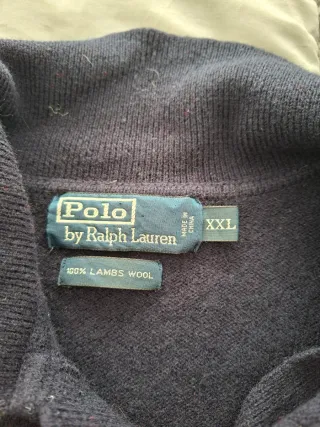 Polo
by Ralph Lauren
MADE IN
CHINA
XXL
100% LAMBS WOOL